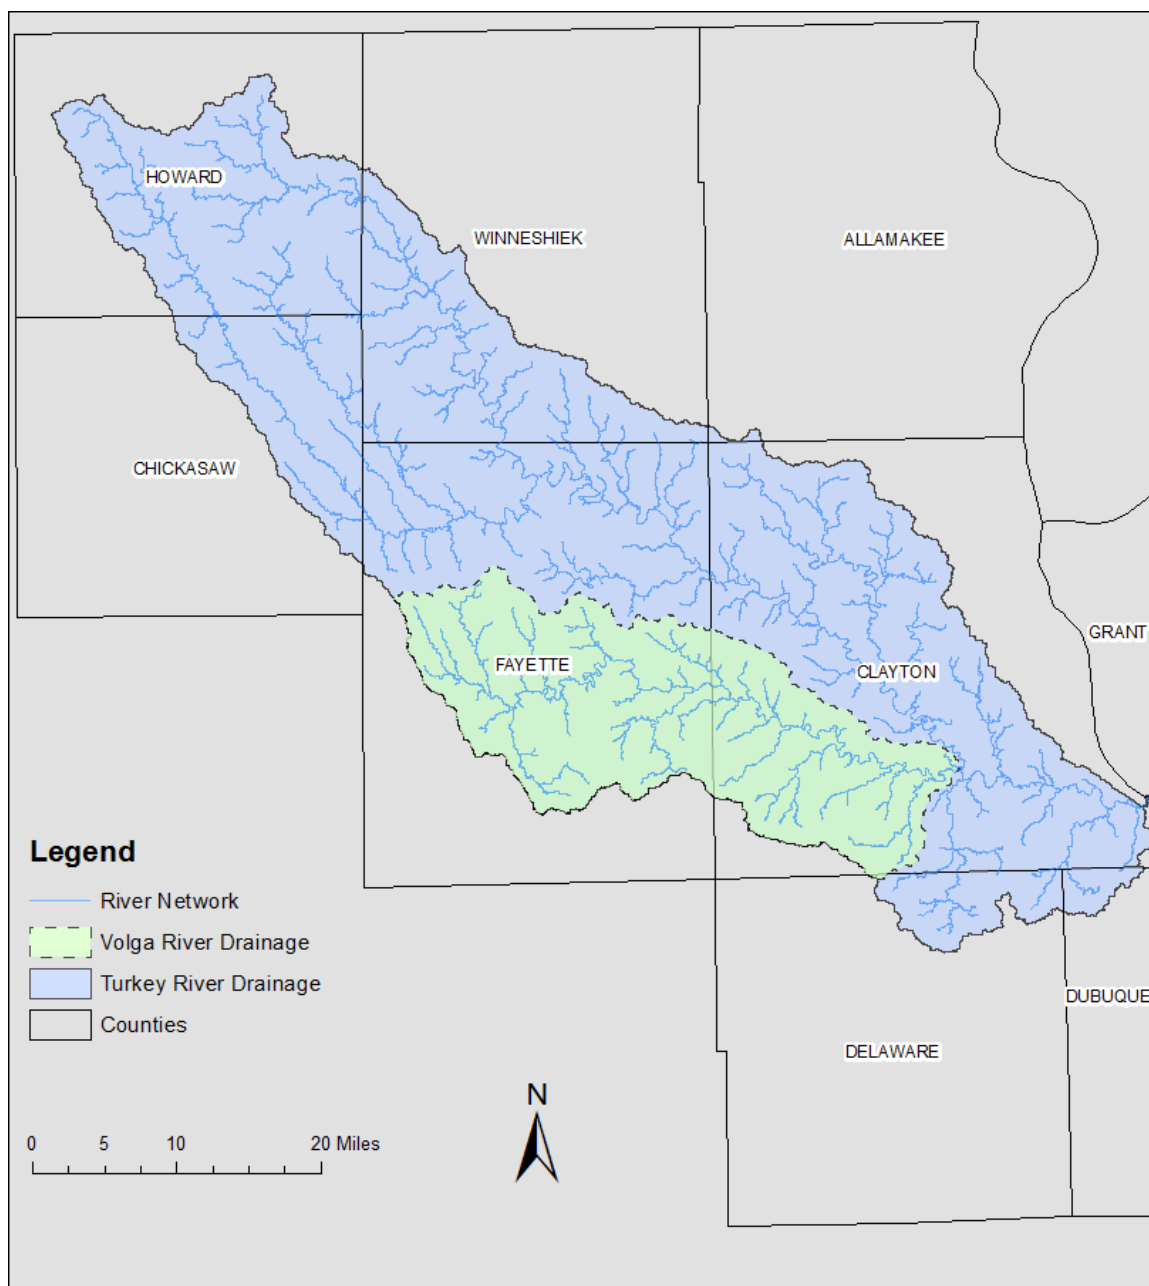 HOWARD
WINNESHIEK
ALLAMAKEE
CHICKASAW
GRANT
FAYETTE
CLAYTON
Legend
River Network
Volga River Drainage
Turkey River Drainage
Counties
DUBUQUE
DELAWARE
N
0 5 10 20 Miles